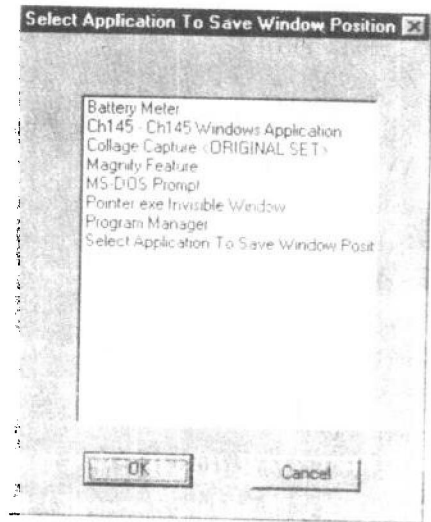 Select Application To Save Window Position
Battery Meter
Ch145 - Ch145 Windows Application
Collage Capture <ORIGINAL SET>
Magnify Feature
MS-DOS Prompt
Pointer.exe Invisible Window
Program Manager
Select Application To Save Window Posit
OK
Cancel